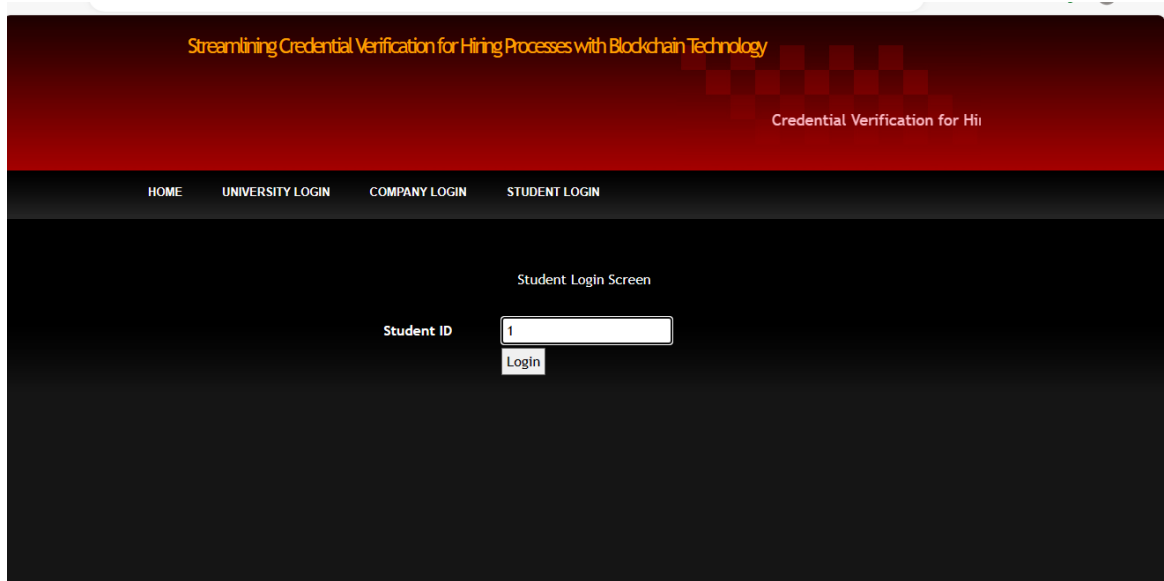 Streamlining Credential Verification for Hiring Processes with Blockchain Technology
Credential Verification for
HOME UNIVERSITY LOGIN COMPANY LOGIN STUDENT LOGIN
Student Login Screen
Student ID 1
Login